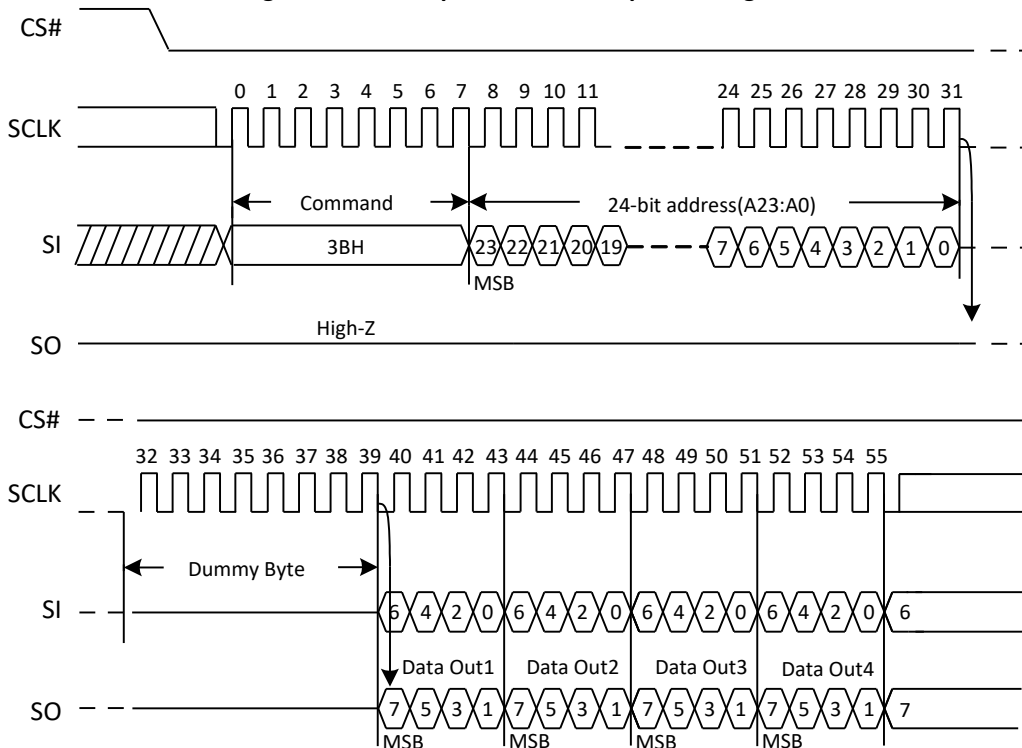 CS#
0 1 2 3 4 5 6 7 8 9 10 11 24 25 26 27 28 29 30 31
SCLK
Command 24-bit address(A23:A0)
SI 3BH 23 22 21 20 19 7 6 5 4 3 2 1 0
MSB
High-Z
SO
CS#
32 33 34 35 36 37 38 39 40 41 42 43 44 45 46 47 48 49 50 51 52 53 54 55
SCLK
Dummy Byte
SI 6 4 2 0 6 4 2 0 6 4 2 0 6 4 2 0 6
Data Out1 Data Out2 Data Out3 Data Out4
SO 7 5 3 1 7 5 3 1 7 5 3 1 7 5 3 1 7
MSB MSB MSB MSB